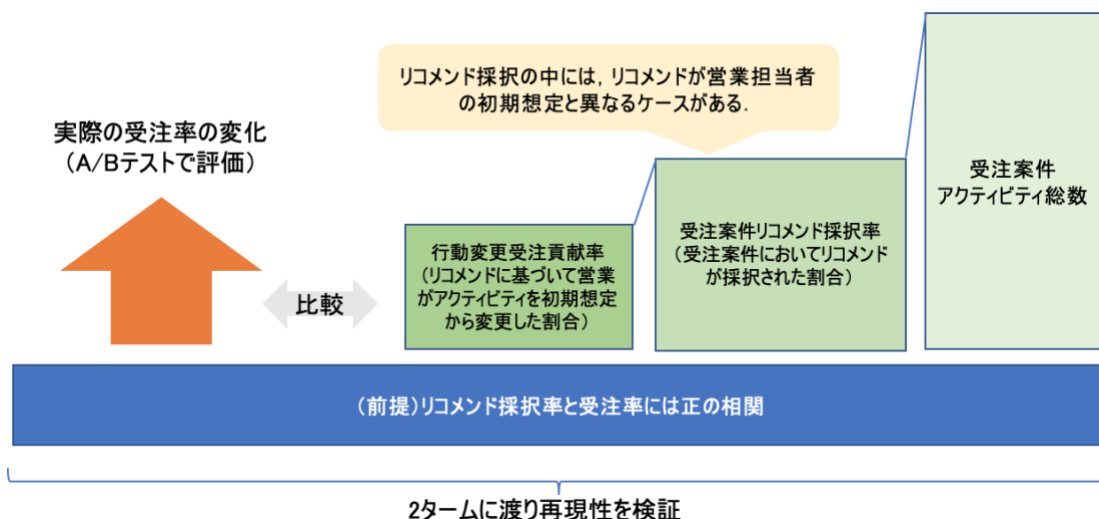 リコメンド採択の中には, リコメンドが営業担当者
の初期想定と異なるケースがある.
実際の受注率の変化
（A/Bテストで評価）
受注案件
アクティビティ総数
受注案件リコメンド採択率
（受注案件においてリコメンド
が採択された割合）
行動変更受注貢献率
（リコメンドに基づいて営業
がアクティビティを初期想定
から変更した割合）
比較
（前提）リコメンド採択率と受注率には正の相関
2タームに渡り再現性を検証